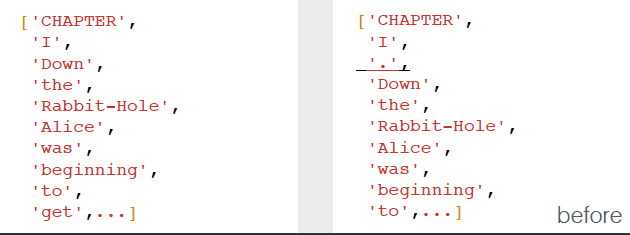 ['CHAPTER',
'I',
'Down',
'the',
'Rabbit-Hole',
'Alice',
'was',
'beginning',
'to',
'get',...]
['CHAPTER',
'I',
'.',
'Down',
'the',
'Rabbit-Hole',
'Alice',
'was',
'beginning',
'to',...]
before